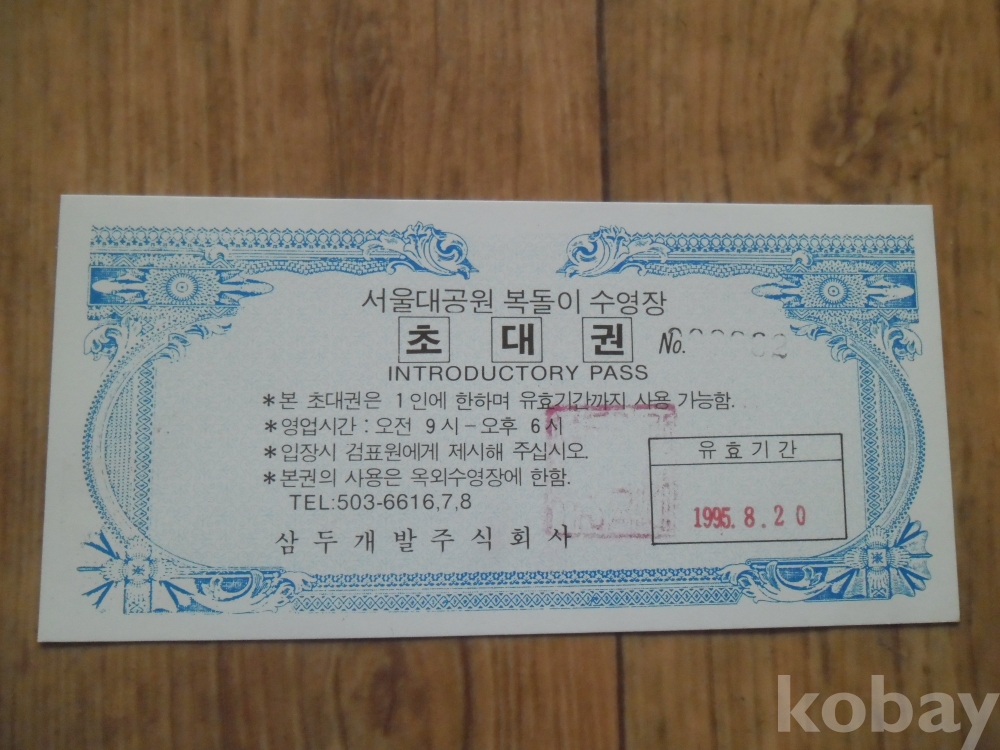 서울대공원 복돌이 수영장
초 대 권 No.
INTRODUCTORY PASS
*본 초대권은 1인에 한하며 유효기간까지 사용 가능함.
*영업시간 : 오전 9시-오후 6시
*입장시 검표원에게 제시해 주십시오.
*본권의 사용은 옥외수영장에 한함.
TEL:503-6616,7,8
삼두개발주식회사
유효기간
1995. 8. 20
kobay